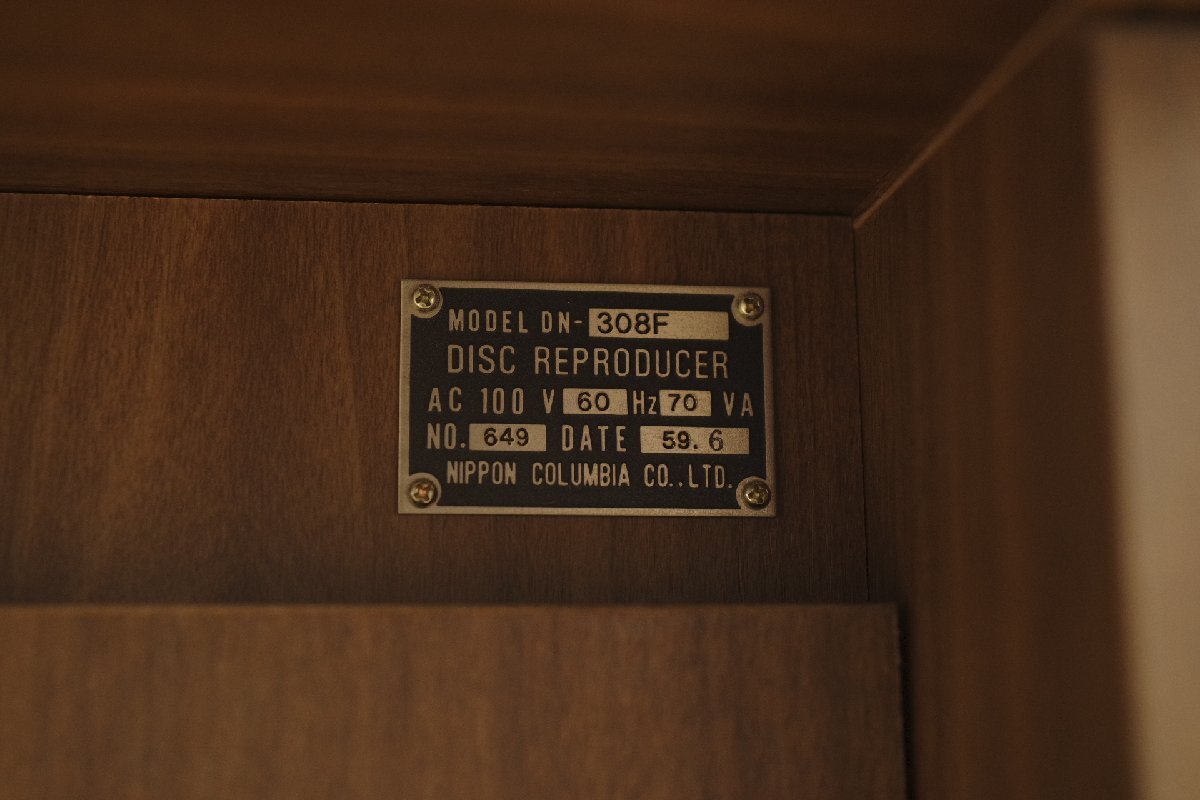 MODEL DN-308F
DISC REPRODUCER
AC 100 V 60 Hz 70 VA
NO. 649 DATE 59.6
NIPPON COLUMBIA CO.,LTD.